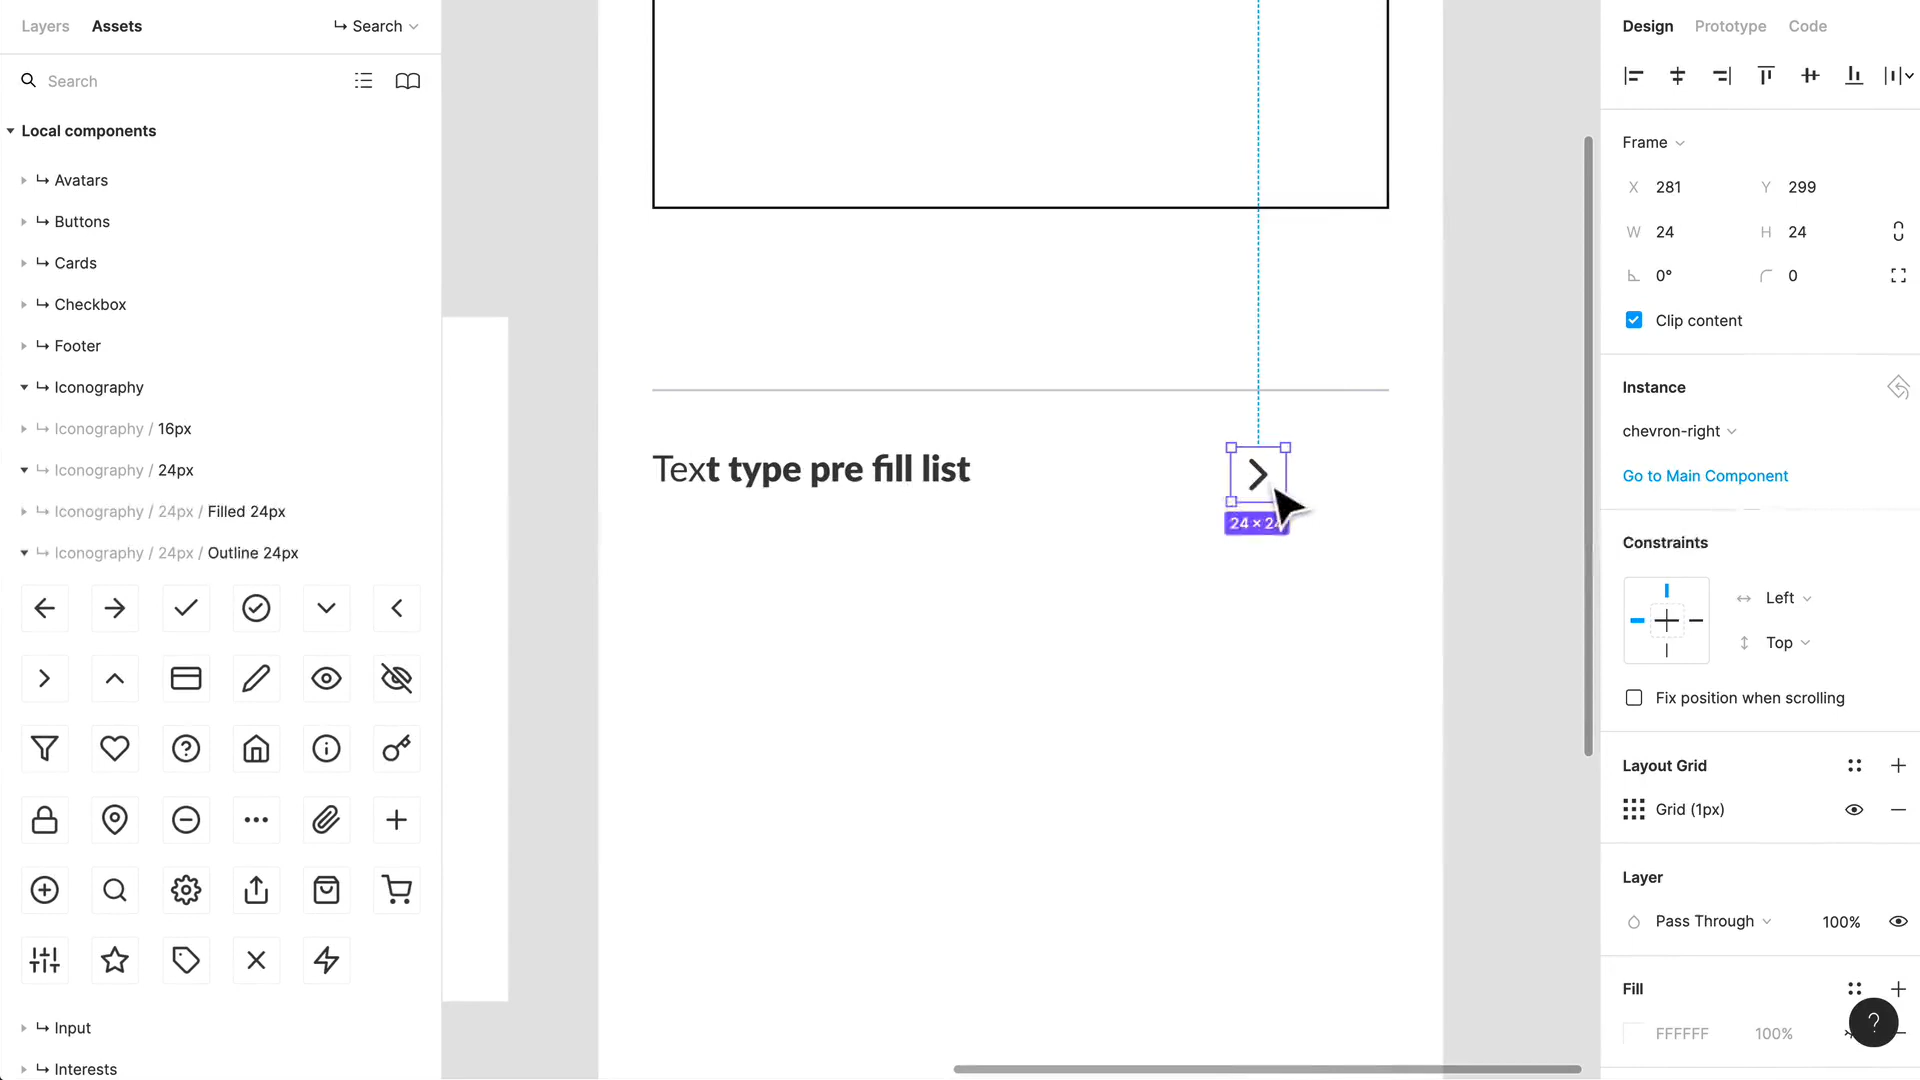 Layers Assets Search
Search
Local components
Avatars
Buttons
Cards
Checkbox
Footer
Iconography
Iconography / 16px
Iconography / 24px
Iconography / 24px / Filled 24px
Iconography / 24px / Outline 24px
Input
Interests
Text type pre fill list
24 × 24
Design Prototype Code
Frame
X 281 Y 299
W 24 H 24
0° 0
Clip content
Instance
chevron-right
Go to Main Component
Constraints
Left
Top
Fix position when scrolling
Layout Grid
Grid (1px)
Layer
Pass Through 100%
Fill
FFFFFF 100%
?